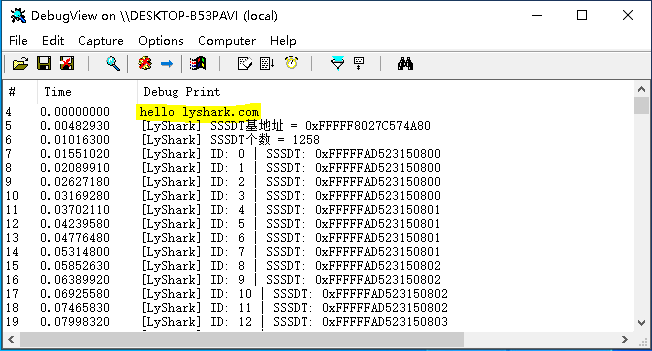 DebugView on \\DESKTOP-B53PAVI (local)
File Edit Capture Options Computer Help
# Time Debug Print
4 0.00000000 hello lyshark.com
5 0.00482930 [LyShark] SSSDT基地址 = 0xFFFFF8027C574A80
6 0.01016300 [LyShark] SSSDT个数 = 1258
7 0.01551020 [LyShark] ID: 0 | SSSDT: 0xFFFFFAD523150800
8 0.02089910 [LyShark] ID: 1 | SSSDT: 0xFFFFFAD523150800
9 0.02627180 [LyShark] ID: 2 | SSSDT: 0xFFFFFAD523150800
10 0.03169280 [LyShark] ID: 3 | SSSDT: 0xFFFFFAD523150800
11 0.03702110 [LyShark] ID: 4 | SSSDT: 0xFFFFFAD523150801
12 0.04239580 [LyShark] ID: 5 | SSSDT: 0xFFFFFAD523150801
13 0.04776480 [LyShark] ID: 6 | SSSDT: 0xFFFFFAD523150801
14 0.05314800 [LyShark] ID: 7 | SSSDT: 0xFFFFFAD523150801
15 0.05852630 [LyShark] ID: 8 | SSSDT: 0xFFFFFAD523150802
16 0.06389920 [LyShark] ID: 9 | SSSDT: 0xFFFFFAD523150802
17 0.06925580 [LyShark] ID: 10 | SSSDT: 0xFFFFFAD523150802
18 0.07465830 [LyShark] ID: 11 | SSSDT: 0xFFFFFAD523150802
19 0.07998320 [LyShark] ID: 12 | SSSDT: 0xFFFFFAD523150803